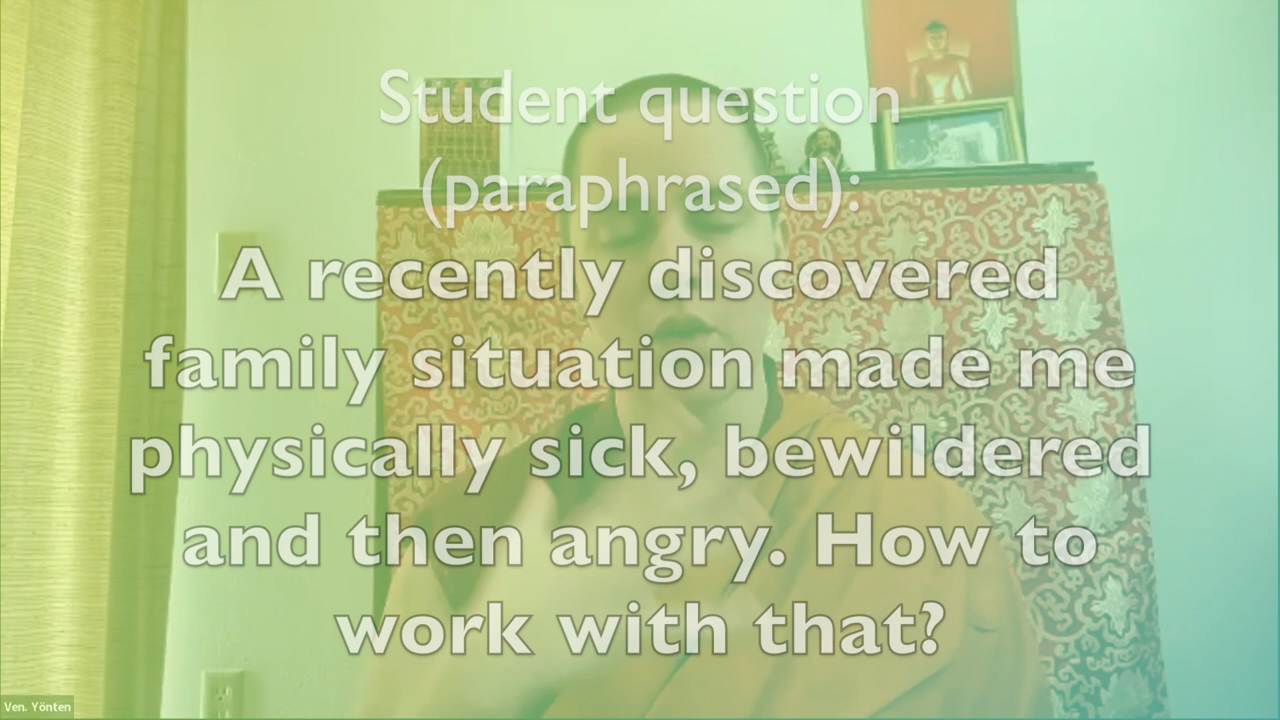 Student question
(paraphrased):
A recently discovered
family situation made me
physically sick, bewildered
and then angry. How to
work with that?
Ven. Yönten